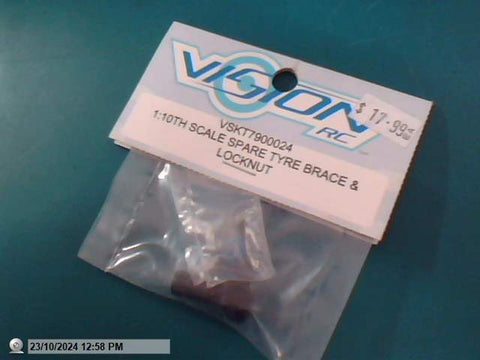 VISION
RC
$ 17.99
VSKT7900024
1:10TH SCALE SPARE TYRE BRACE &
LOCKNUT
23/10/2024 12:58 PM